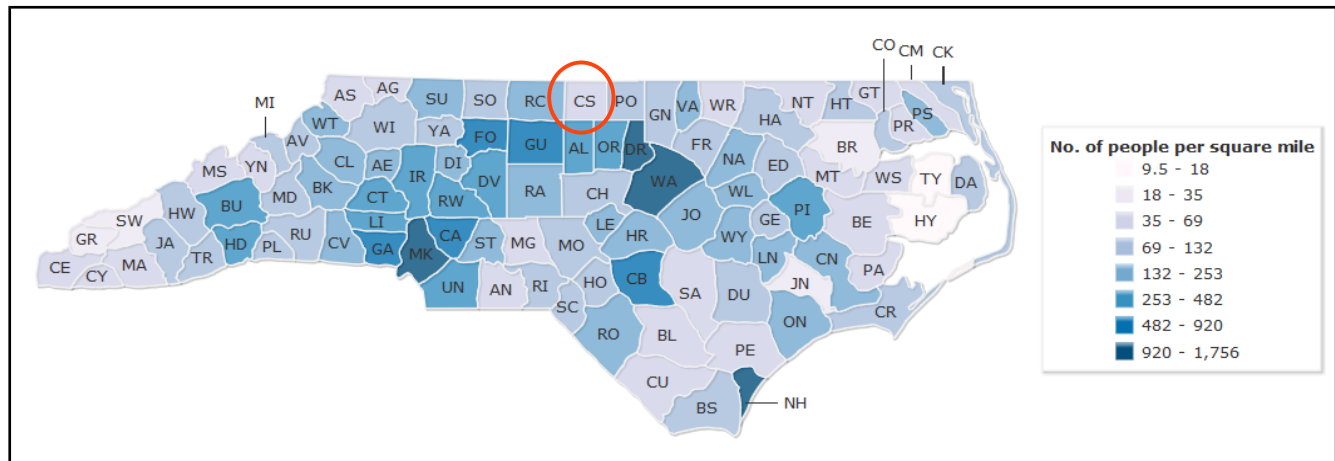 CO CM CK
AS AG SU SO RC CS PO GN VA WR NT HT GT PS
MI WT WI YA FO GU AL OR DR FR HA PR
AV CL AE IR DI DV RA CH WA NA ED BR
MS YN MD BK CT RW WL MT WS TY DA
SW HW BU LI CA ST MG MO LE HR JO GE PI BE HY
GR JA HD PL RU CV GA MK WY LN CN PA
CE CY MA TR UN AN RI HO CB SA DU JN
SC RO BL ON CR
PE
CU BS NH
No. of people per square mile
9.5 - 18
18 - 35
35 - 69
69 - 132
132 - 253
253 - 482
482 - 920
920 - 1,756